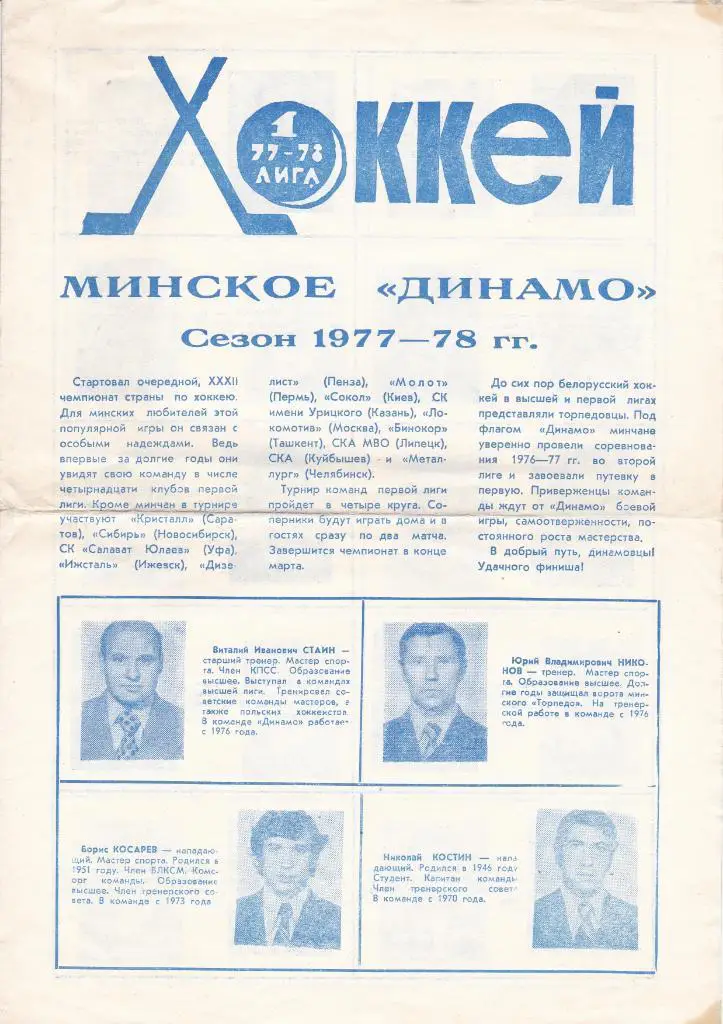 ХОККЕЙ
1
77-78
ЛИГА
МИНСКОЕ «ДИНАМО»
Сезон 1977—78 гг.
Стартовал очередной, XXXII
чемпионат страны по хоккею.
Для минских любителей этой
популярной игры он связан с
особыми надеждами. Ведь
впервые за долгие годы они
увидят свою команду в числе
четырнадцати клубов первой
лиги. Кроме минчан в турнире
участвуют «Кристалл» (Сара-
тов), «Сибирь» (Новосибирск),
СК «Салават Юлаев» (Уфа),
«Ижсталь» (Ижевск), «Дизе-
лист» (Пенза), «Молот»
(Пермь), «Сокол» (Киев), СК
имени Урицкого (Казань), «Ло-
комотив» (Москва), «Бинокор»
(Ташкент), СКА МВО (Липецк),
СКА (Куйбышев) - и «Метал-
лург» (Челябинск).
Турнир команд первой лиги
пройдет в четыре круга. Со-
перники будут играть дома и в
гостях сразу по два матча.
Завершится чемпионат в конце
марта.
До сих пор белорусский хок-
кей в высшей и первой лигах
представляли торпедовцы. Под
флагом «Динамо» минчане
уверенно провели соревнова-
ния 1976—77 гг. во второй
лиге и завоевали путевку в
первую. Приверженцы коман-
ды ждут от «Динамо» боевой
игры, самоотверженности, по-
стоянного роста мастерства.
В добрый путь, динамовцы!
Удачного финиша!
Виталий Иванович СТАИН —
старший тренер. Мастер спор-
та. Член КПСС. Образование
высшее. Выступал в командах
высшей лиги. Тренировал со-
ветские команды мастеров, а
также польских хоккеистов.
В команде «Динамо» работает
с 1976 года.
Юрий Владимирович НИКО-
НОВ — тренер. Мастер спор-
та. Образование высшее. Дол-
гие годы защищал ворота мин-
ского «Торпедо». На тренер-
ской работе в команде с 1976
года.
Борис КОСАРЕВ — напада-
ющий. Мастер спорта. Родился в
1951 году. Член ВЛКСМ. Комс-
орг команды. Образование
высшее. Член тренерского со-
вета. В команде с 1973 года
Николай КОСТИН — напа-
дающий. Родился в 1946 году
Студент. Капитан команды
Член тренерского совета
В команде с 1970 года.